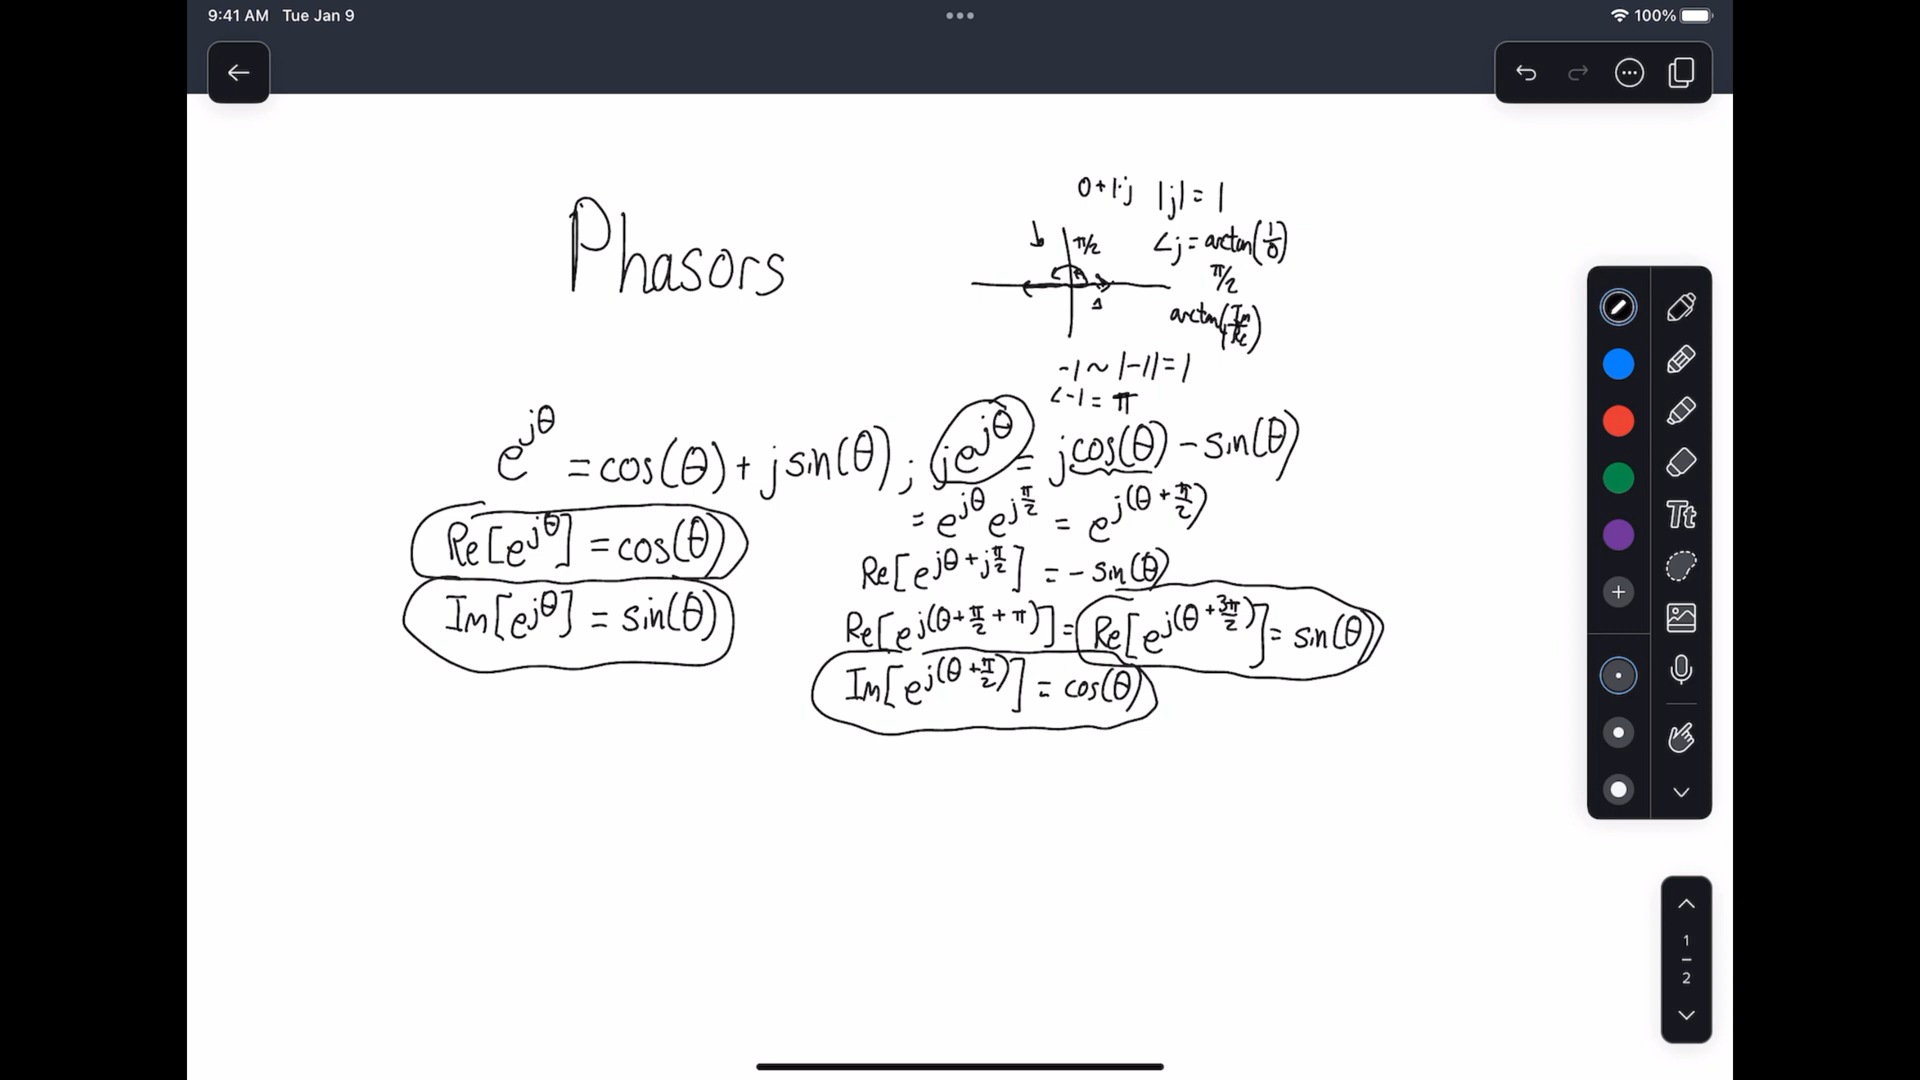 9:41 AM Tue Jan 9
100%
Phasors
0+1·j |j| = 1
∠j = arctan(1/0)
π/2
π/2
arctan(Im/Re)
-1 ~ |-1| = 1
∠-1 = π
e^{jθ} = cos(θ) + j sin(θ) ; je^{jθ} = jcos(θ) - sin(θ)
= e^{jθ} e^{jπ/2} = e^{j(θ + π/2)}
Re[e^{jθ}] = cos(θ)
Im[e^{jθ}] = sin(θ)
Re[e^{jθ + jπ/2}] = - sin(θ)
Re[e^{j(θ + π/2 + π)}] = Re[e^{j(θ + 3π/2)}] = sin(θ)
Im[e^{j(θ + π/2)}] = cos(θ)
Tt
1
2